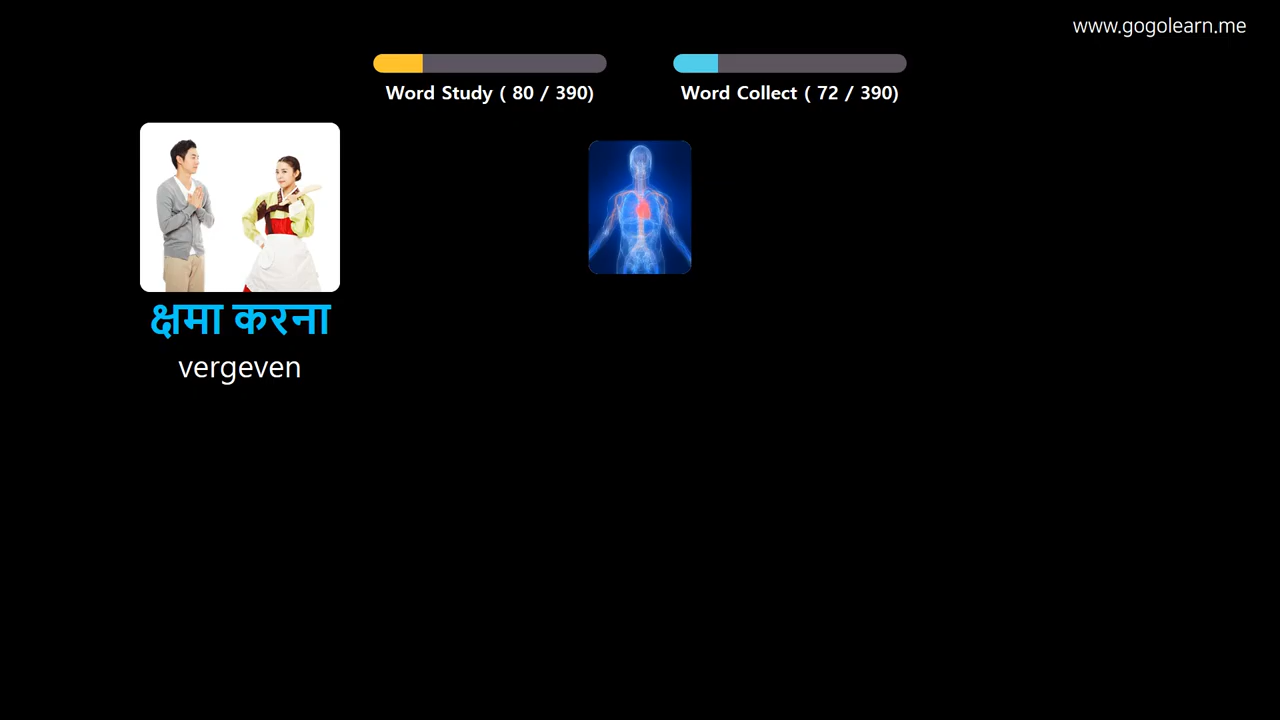 www.gogolearn.me
Word Study ( 80 / 390)
Word Collect ( 72 / 390)
क्षमा करना
vergeven